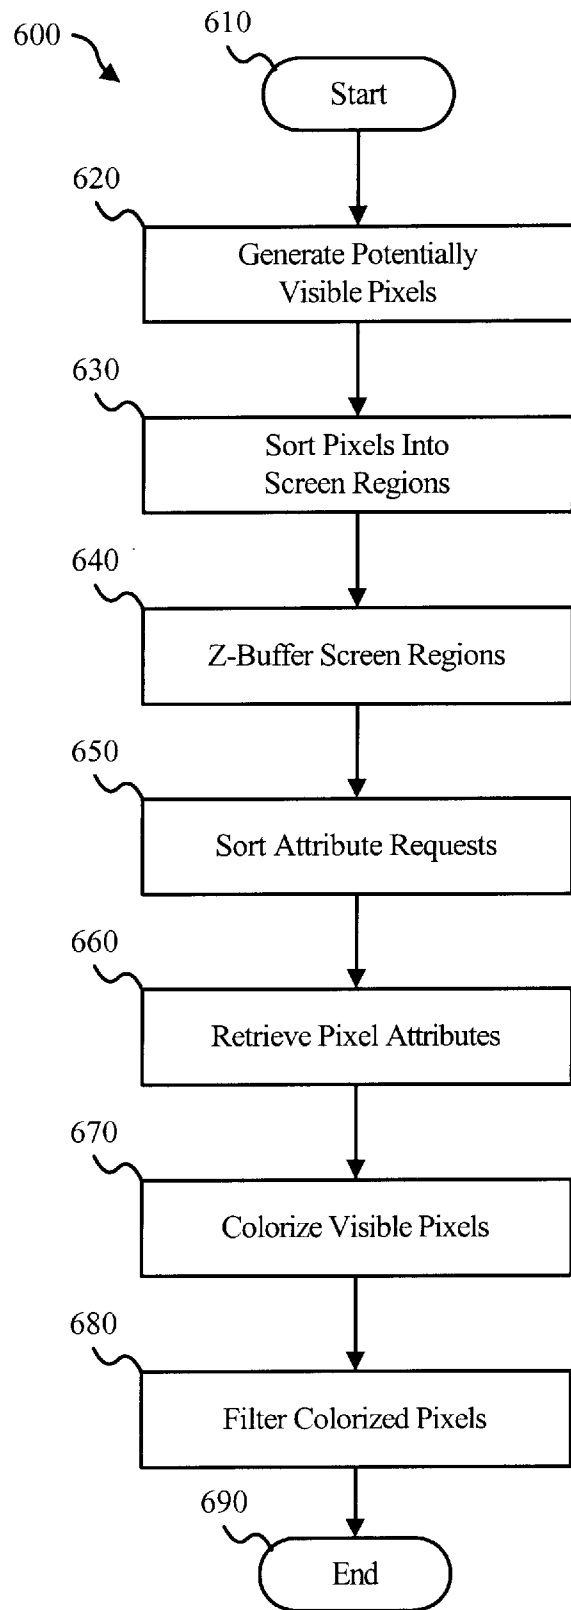 600
610
Start
620
Generate Potentially
Visible Pixels
630
Sort Pixels Into
Screen Regions
640
Z-Buffer Screen Regions
650
Sort Attribute Requests
660
Retrieve Pixel Attributes
670
Colorize Visible Pixels
680
Filter Colorized Pixels
690
End